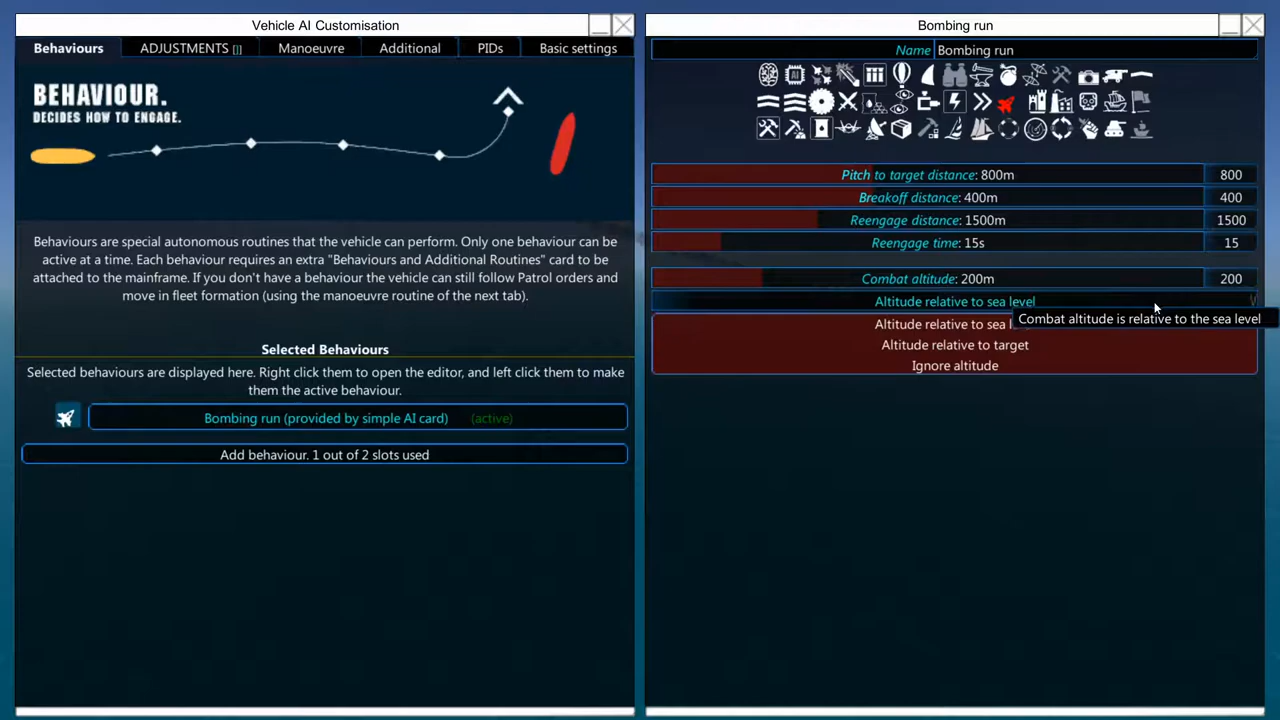 Vehicle AI Customisation
Behaviours
ADJUSTMENTS []]
Manoeuvre
Additional
PIDs
Basic settings
BEHAVIOUR.
DECIDES HOW TO ENGAGE.
Behaviours are special autonomous routines that the vehicle can perform. Only one behaviour can be
active at a time. Each behaviour requires an extra "Behaviours and Additional Routines" card to be
attached to the mainframe. If you don't have a behaviour the vehicle can still follow Patrol orders and
move in fleet formation (using the manoeuvre routine of the next tab).
Selected Behaviours
Selected behaviours are displayed here. Right click them to open the editor, and left click them to make
them the active behaviour.
Bombing run (provided by simple AI card) (active)
Add behaviour. 1 out of 2 slots used
Bombing run
Name Bombing run
Pitch to target distance: 800m 800
Breakoff distance: 400m 400
Reengage distance: 1500m 1500
Reengage time: 15s 15
Combat altitude: 200m 200
Altitude relative to sea level
Combat altitude is relative to the sea level
Altitude relative to sea
Altitude relative to target
Ignore altitude